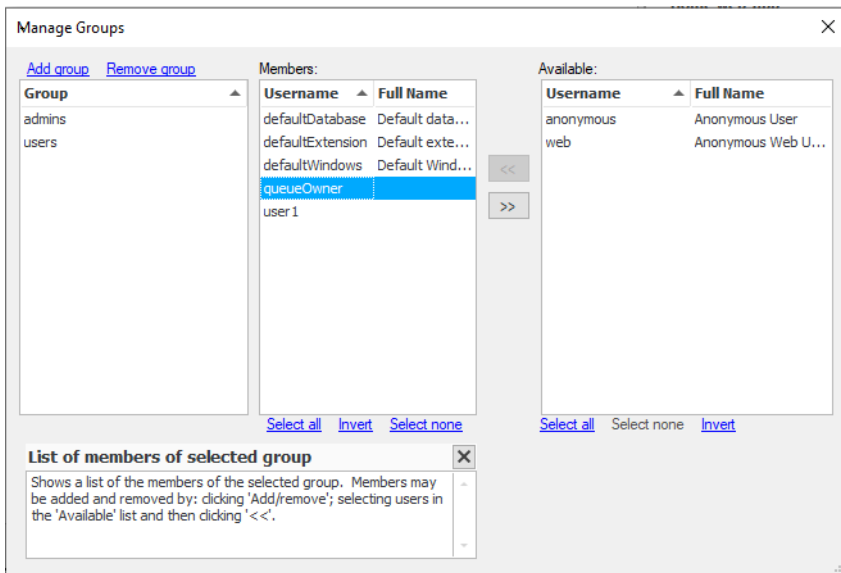 Manage Groups
Add group Remove group Members: Available:
Group Username Full Name Username Full Name
admins defaultDatabase Default data... anonymous Anonymous User
users defaultExtension Default exte... web Anonymous Web U...
defaultWindows Default Wind...
<<
queueOwner
>>
user1
Select all Invert Select none Select all Select none Invert
List of members of selected group
Shows a list of the members of the selected group. Members may
be added and removed by: clicking 'Add/remove'; selecting users in
the 'Available' list and then clicking '<<'.